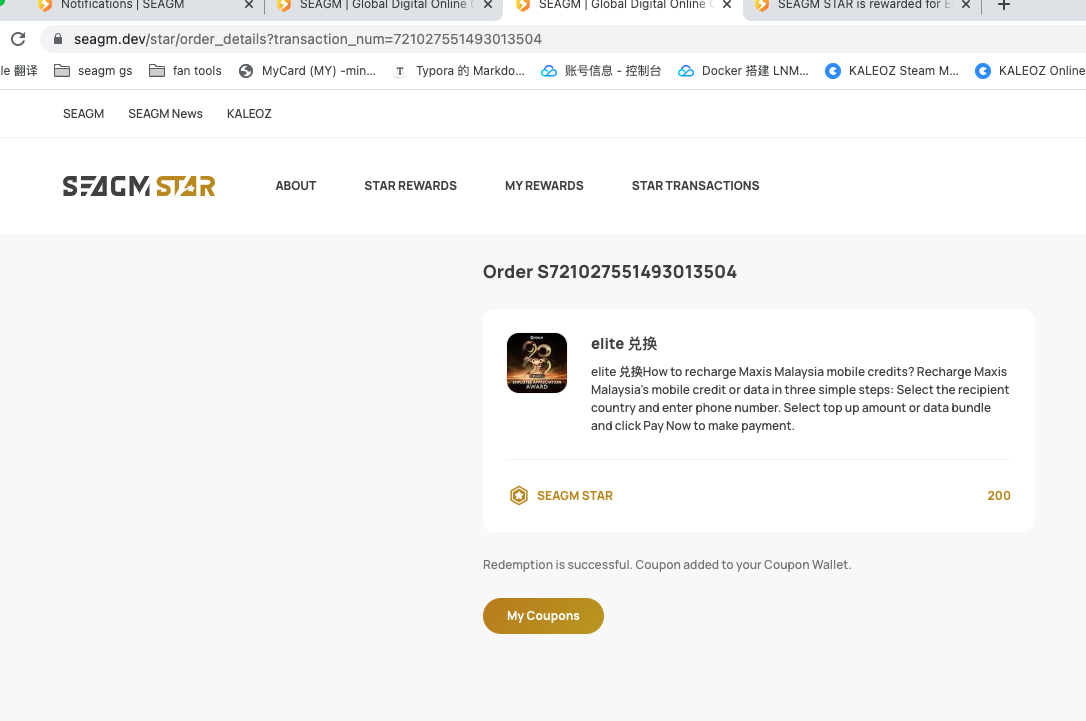 Notifications | SEAGM
SEAGM | Global Digital Online
SEAGM | Global Digital Online
SEAGM STAR is rewarded for E
seagm.dev/star/order_details?transaction_num=721027551493013504
le 翻译
seagm gs
fan tools
MyCard (MY) -min...
Typora 的 Markdo...
账号信息 - 控制台
Docker 搭建 LNM...
KALEOZ Steam M...
KALEOZ Online
SEAGM
SEAGM News
KALEOZ
SEAGM STAR
ABOUT
STAR REWARDS
MY REWARDS
STAR TRANSACTIONS
Order S721027551493013504
EMPLOYEE APPRECIATION
AWARD
elite 兑换
elite 兑换How to recharge Maxis Malaysia mobile credits? Recharge Maxis
Malaysia's mobile credit or data in three simple steps: Select the recipient
country and enter phone number. Select top up amount or data bundle
and click Pay Now to make payment.
SEAGM STAR
200
Redemption is successful. Coupon added to your Coupon Wallet.
My Coupons